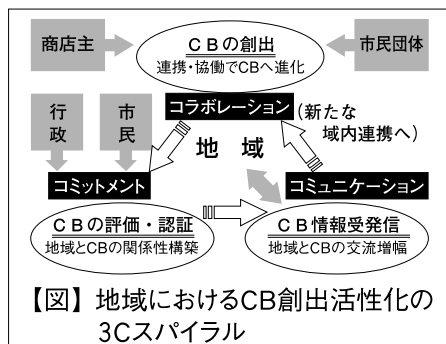 商店主
CBの創出
連携・協働でCBへ進化
市民団体
行政
市民
コラボレーション
(新たな
域内連携へ)
地域
コミットメント
コミュニケーション
CBの評価・認証
地域とCBの関係性構築
CB情報受発信
地域とCBの交流増幅
【図】地域におけるCB創出活性化の
3Cスパイラル